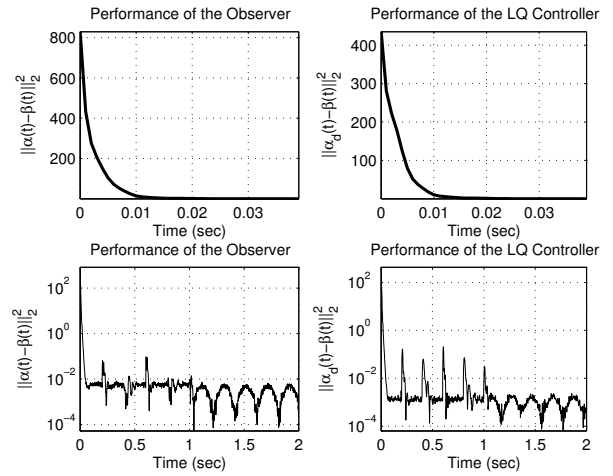 Performance of the Observer
800
600
400
200
0 0.01 0.02 0.03
Time (sec)
||α(t)−β(t)||₂²
Performance of the LQ Controller
400
300
200
100
0 0.01 0.02 0.03
Time (sec)
||α_d(t)−β(t)||₂²
Performance of the Observer
10²
10⁰
10⁻²
10⁻⁴
0 0.5 1 1.5 2
Time (sec)
||α(t)−β(t)||₂²
Performance of the LQ Controller
10²
10⁰
10⁻²
10⁻⁴
0 0.5 1 1.5 2
Time (sec)
||α_d(t)−β(t)||₂²